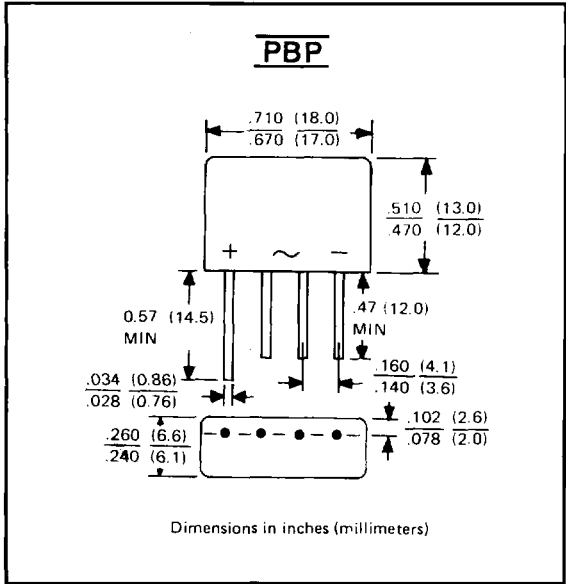 PBP
.710 (18.0)
.670 (17.0)
.510 (13.0)
.470 (12.0)
+ ~ −
0.57 (14.5)
MIN
.47 (12.0)
MIN
.034 (0.86)
.028 (0.76)
.160 (4.1)
.140 (3.6)
.260 (6.6)
.240 (6.1)
.102 (2.6)
.078 (2.0)
Dimensions in inches (millimeters)